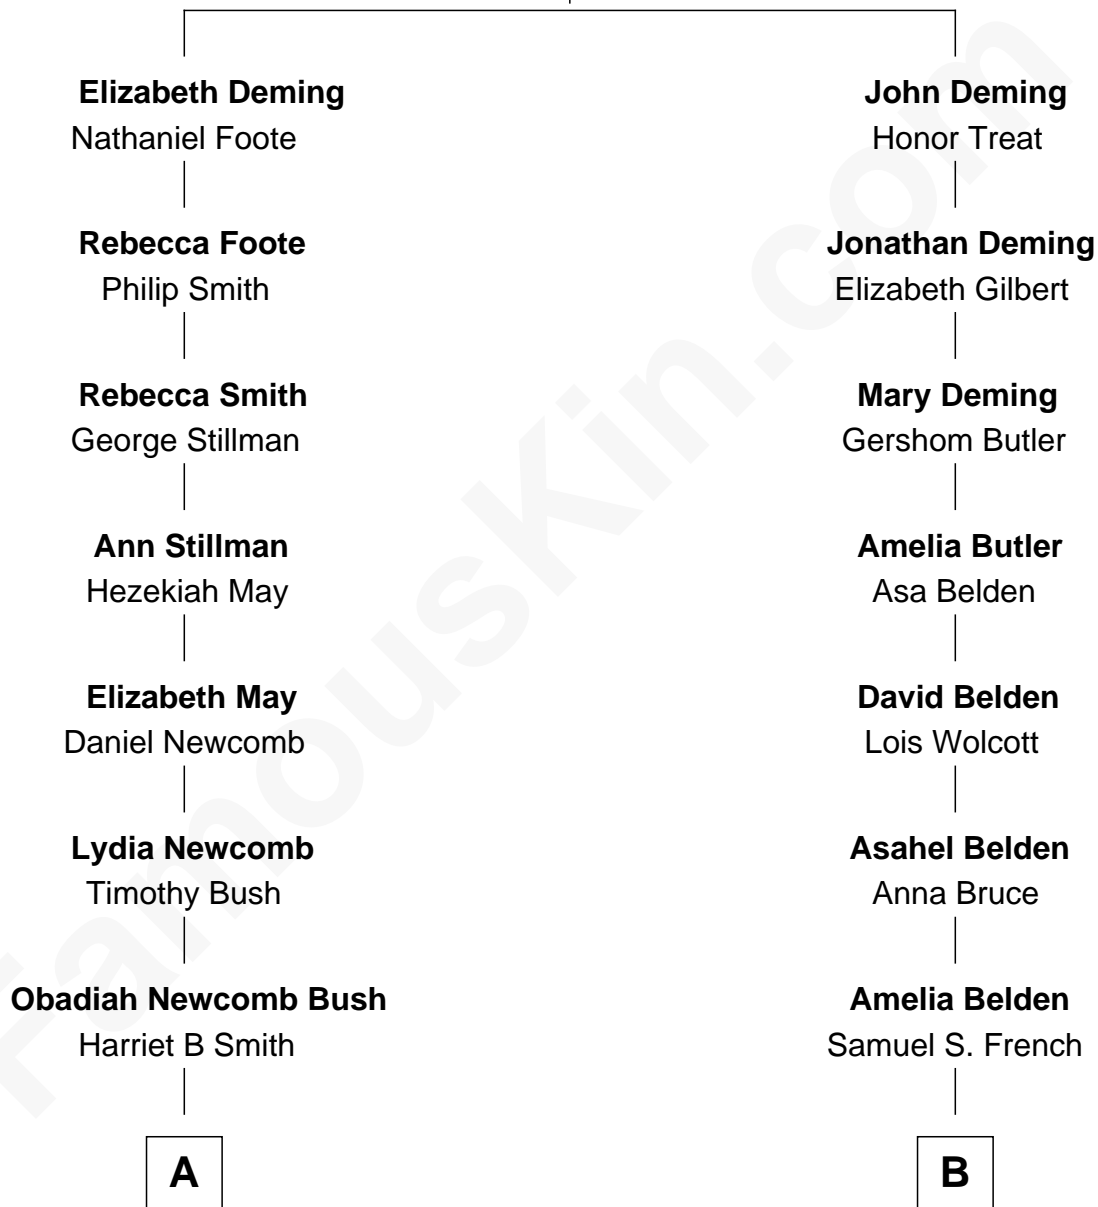 Elizabeth Deming
Nathaniel Foote
Rebecca Foote
Philip Smith
Rebecca Smith
George Stillman
Ann Stillman
Hezekiah May
Elizabeth May
Daniel Newcomb
Lydia Newcomb
Timothy Bush
Obadiah Newcomb Bush
Harriet B Smith
A
John Deming
Honor Treat
Jonathan Deming
Elizabeth Gilbert
Mary Deming
Gershom Butler
Amelia Butler
Asa Belden
David Belden
Lois Wolcott
Asahel Belden
Anna Bruce
Amelia Belden
Samuel S. French
B
FamousKin.com